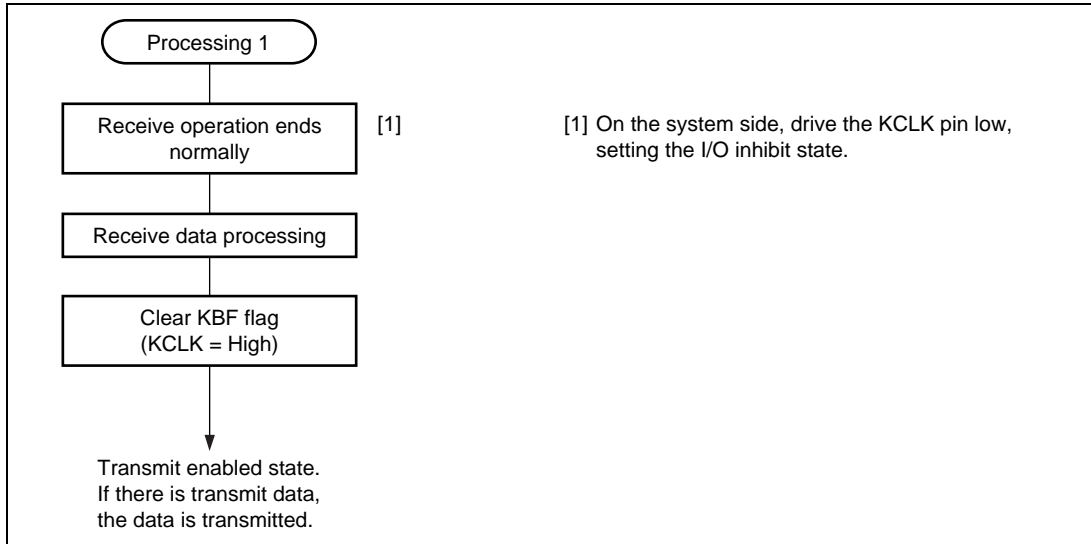 Processing 1
Receive operation ends
normally
[1]
[1] On the system side, drive the KCLK pin low,
setting the I/O inhibit state.
Receive data processing
Clear KBF flag
(KCLK = High)
Transmit enabled state.
If there is transmit data,
the data is transmitted.